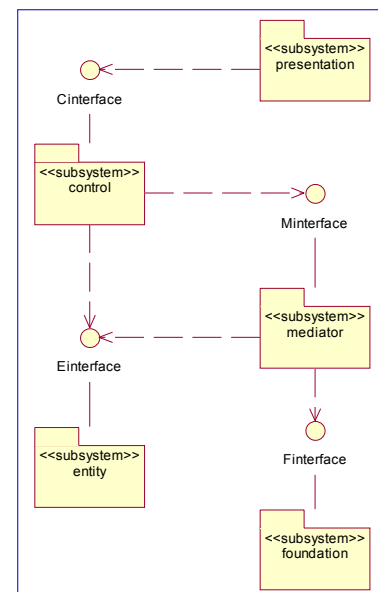 <<subsystem>>
presentation
Cinterface
<<subsystem>>
control
Minterface
<<subsystem>>
mediator
Einterface
<<subsystem>>
entity
Finterface
<<subsystem>>
foundation